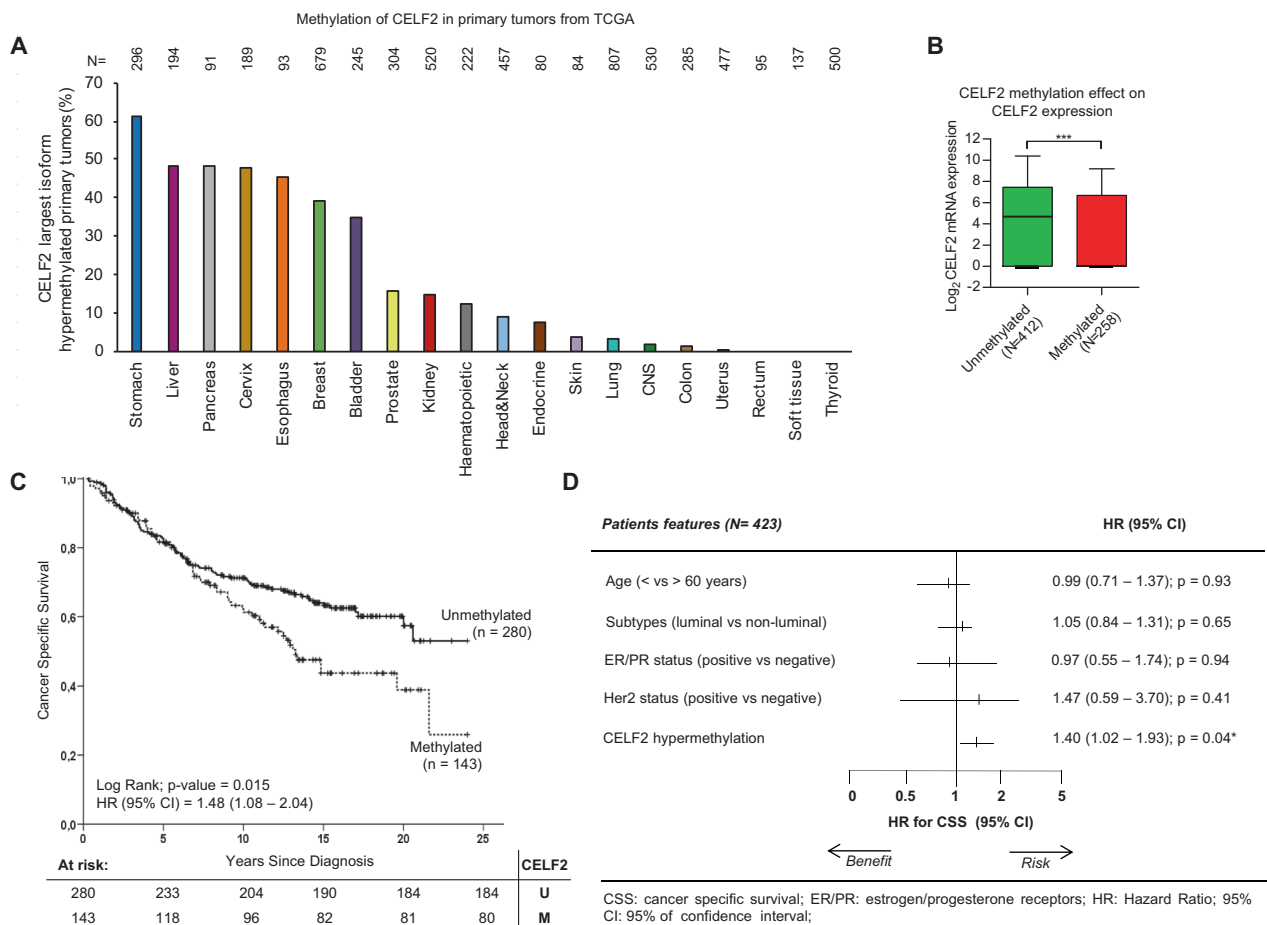 Methylation of CELF2 in primary tumors from TCGA
A
N= 296 194 91 189 93 679 245 304 520 222 457 80 84 807 530 285 477 95 137 500
CELF2 largest isoform
hypermethylated primary tumors (%)
70
60
50
40
30
20
10
0
Stomach Liver Pancreas Cervix Esophagus Breast Bladder Prostate Kidney Haematopoietic Head&Neck Endocrine Skin Lung CNS Colon Uterus Rectum Soft tissue Thyroid
B
CELF2 methylation effect on
CELF2 expression
Log2 CELF2 mRNA expression
12
10
8
6
4
2
0
-2
***
Unmethylated
(N=412)
Methylated
(N=258)
C
Cancer Specific Survival
1,0
0,8
0,6
0,4
0,2
0,0
Unmethylated
(n = 280)
Methylated
(n = 143)
Log Rank; p-value = 0.015
HR (95% CI) = 1.48 (1.08 – 2.04)
0 5 10 15 20 25
At risk: Years Since Diagnosis CELF2
280 233 204 190 184 184 U
143 118 96 82 81 80 M
D
Patients features (N= 423) HR (95% CI)
Age (< vs > 60 years) 0.99 (0.71 – 1.37); p = 0.93
Subtypes (luminal vs non-luminal) 1.05 (0.84 – 1.31); p = 0.65
ER/PR status (positive vs negative) 0.97 (0.55 – 1.74); p = 0.94
Her2 status (positive vs negative) 1.47 (0.59 – 3.70); p = 0.41
CELF2 hypermethylation 1.40 (1.02 – 1.93); p = 0.04*
0 0.5 1 2 5
HR for CSS (95% CI)
Benefit Risk
CSS: cancer specific survival; ER/PR: estrogen/progesterone receptors; HR: Hazard Ratio; 95%
CI: 95% of confidence interval;